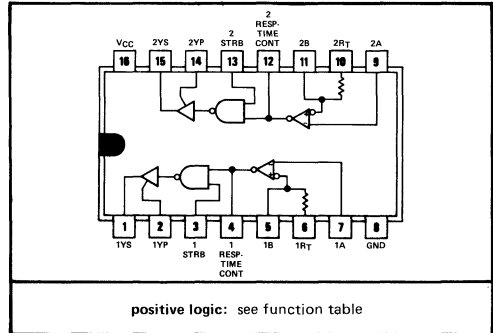 2
RESP-
2 TIME
VCC 2YS 2YP STRB CONT 2B 2RT 2A
16 15 14 13 12 11 10 9
1 2 3 4 5 6 7 8
1YS 1YP 1 1 1B 1RT 1A GND
STRB RESP-
TIME
CONT
positive logic: see function table